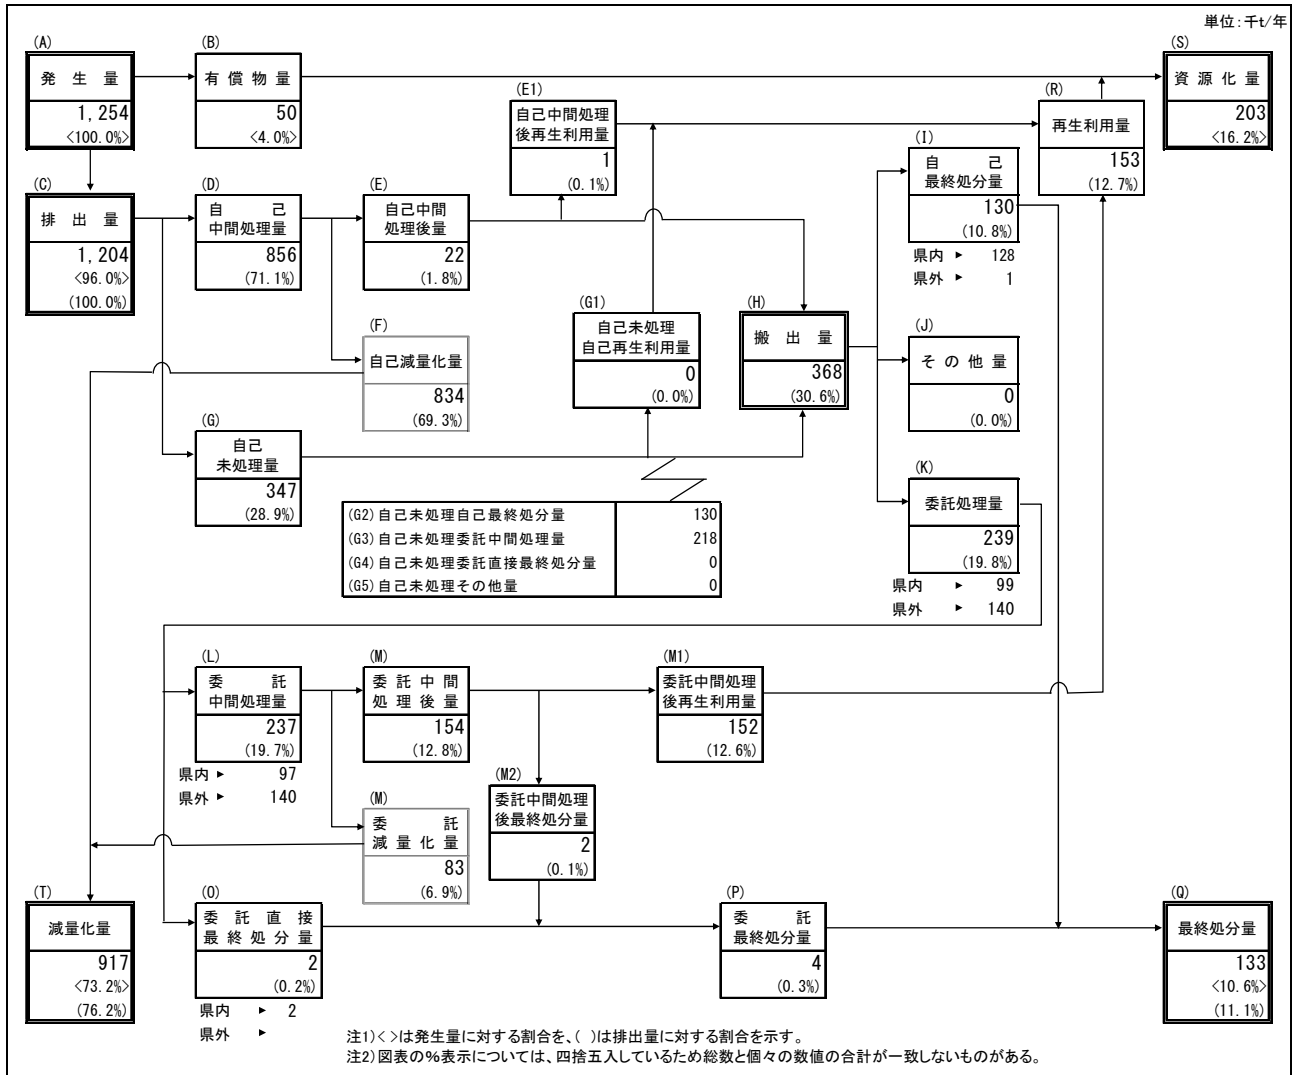 単位:千t/年
(A)
発生量
1,254
<100.0%>
(B)
有償物量
50
<4.0%>
(S)
資源化量
203
<16.2%>
(E1)
自己中間処理
後再生利用量
1
(0.1%)
(R)
再生利用量
153
(12.7%)
(I)
自己
最終処分量
130
(10.8%)
県内 ► 128
県外 ► 1
(C)
排出量
1,204
<96.0%>
(100.0%)
(D)
自己
中間処理量
856
(71.1%)
(E)
自己中間
処理後量
22
(1.8%)
(F)
自己減量化量
834
(69.3%)
(G1)
自己未処理
自己再生利用量
0
(0.0%)
(H)
搬出量
368
(30.6%)
(J)
その他量
0
(0.0%)
(G)
自己
未処理量
347
(28.9%)
(K)
委託処理量
239
(19.8%)
県内 ► 99
県外 ► 140
(G2)自己未処理自己最終処分量 130
(G3)自己未処理委託中間処理量 218
(G4)自己未処理委託直接最終処分量 0
(G5)自己未処理その他量 0
(L)
委託
中間処理量
237
(19.7%)
県内 ► 97
県外 ► 140
(M)
委託中間
処理後量
154
(12.8%)
(M1)
委託中間処理
後再生利用量
152
(12.6%)
(M2)
委託中間処理
後最終処分量
2
(0.1%)
(M)
委託
減量化量
83
(6.9%)
(T)
減量化量
917
<73.2%>
(76.2%)
(O)
委託直接
最終処分量
2
(0.2%)
県内 ► 2
県外 ►
(P)
委託
最終処分量
4
(0.3%)
(Q)
最終処分量
133
<10.6%>
(11.1%)
注1)< >は発生量に対する割合を、( )は排出量に対する割合を示す。
注2)図表の%表示については、四捨五入しているため総数と個々の数値の合計が一致しないものがある。